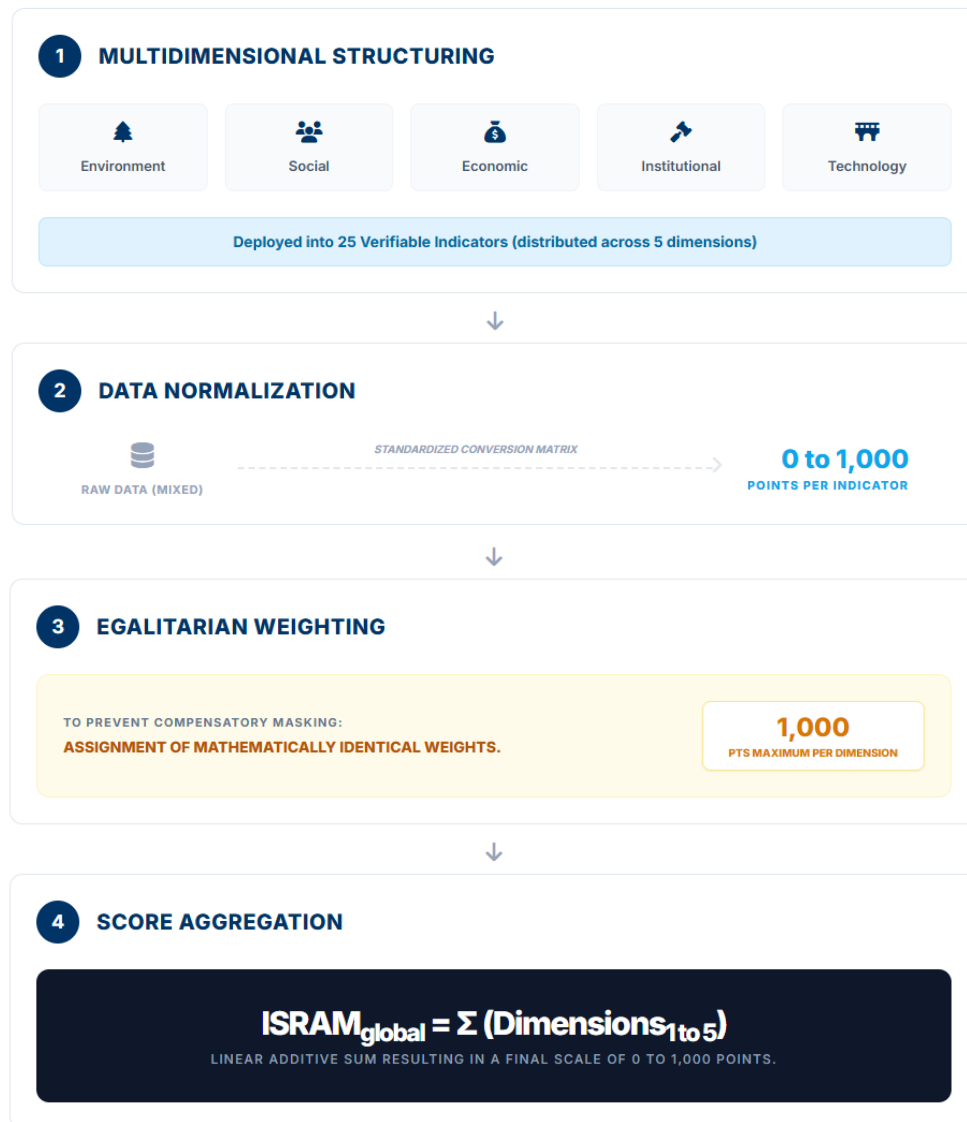 1 MULTIDIMENSIONAL STRUCTURING
Environment Social Economic Institutional Technology
Deployed into 25 Verifiable Indicators (distributed across 5 dimensions)
2 DATA NORMALIZATION
STANDARDIZED CONVERSION MATRIX
0 to 1,000
RAW DATA (MIXED)
POINTS PER INDICATOR
3 EGALITARIAN WEIGHTING
TO PREVENT COMPENSATORY MASKING:
ASSIGNMENT OF MATHEMATICALLY IDENTICAL WEIGHTS.
1,000
PTS MAXIMUM PER DIMENSION
4 SCORE AGGREGATION
ISRAMglobal = Σ (Dimensions1 to 5)
LINEAR ADDITIVE SUM RESULTING IN A FINAL SCALE OF 0 TO 1,000 POINTS.